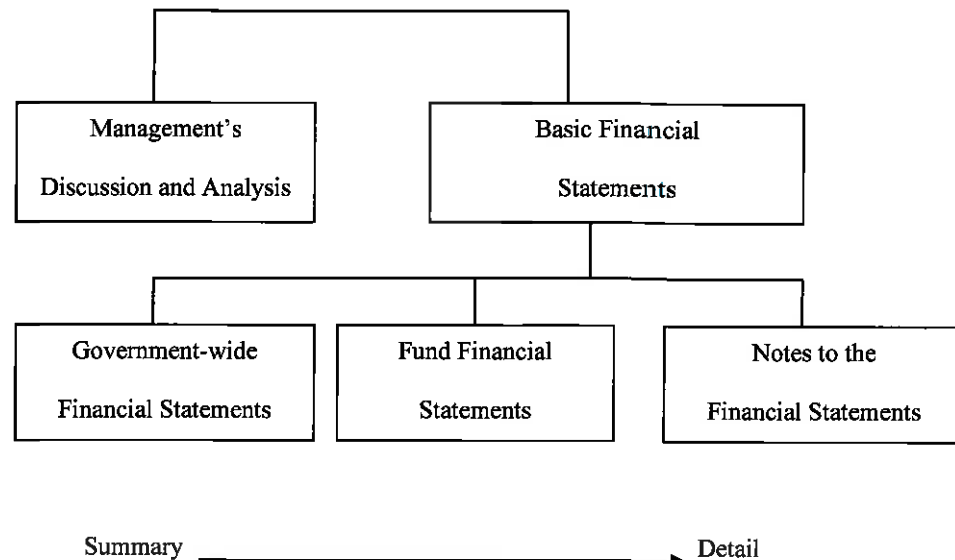 Management's
Discussion and Analysis
Basic Financial
Statements
Government-wide
Financial Statements
Fund Financial
Statements
Notes to the
Financial Statements
Summary
Detail